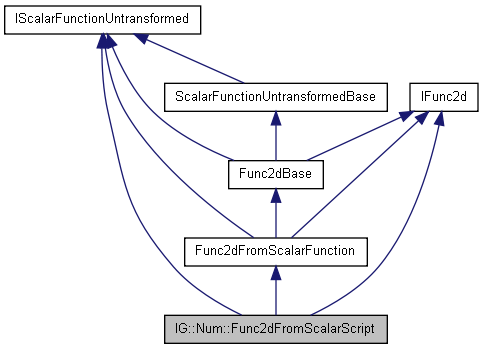 IScalarFunctionUntransformed
ScalarFunctionUntransformedBase
IFunc2d
Func2dBase
Func2dFromScalarFunction
IG::Num::Func2dFromScalarScript